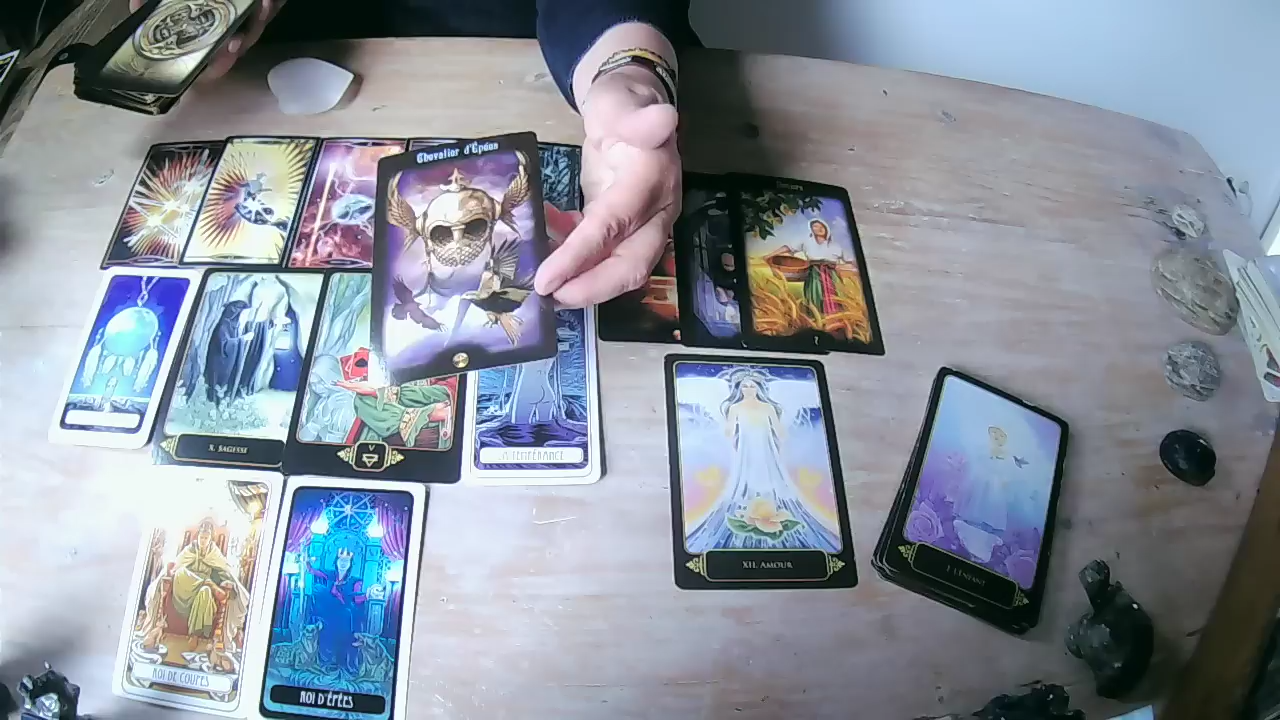 Chevalier d'Épées
X. SAGESSE
V
TEMPÉRANCE
XII. AMOUR
I. ENFANT
ROI DE COUPES
ROI D'ÉPÉES